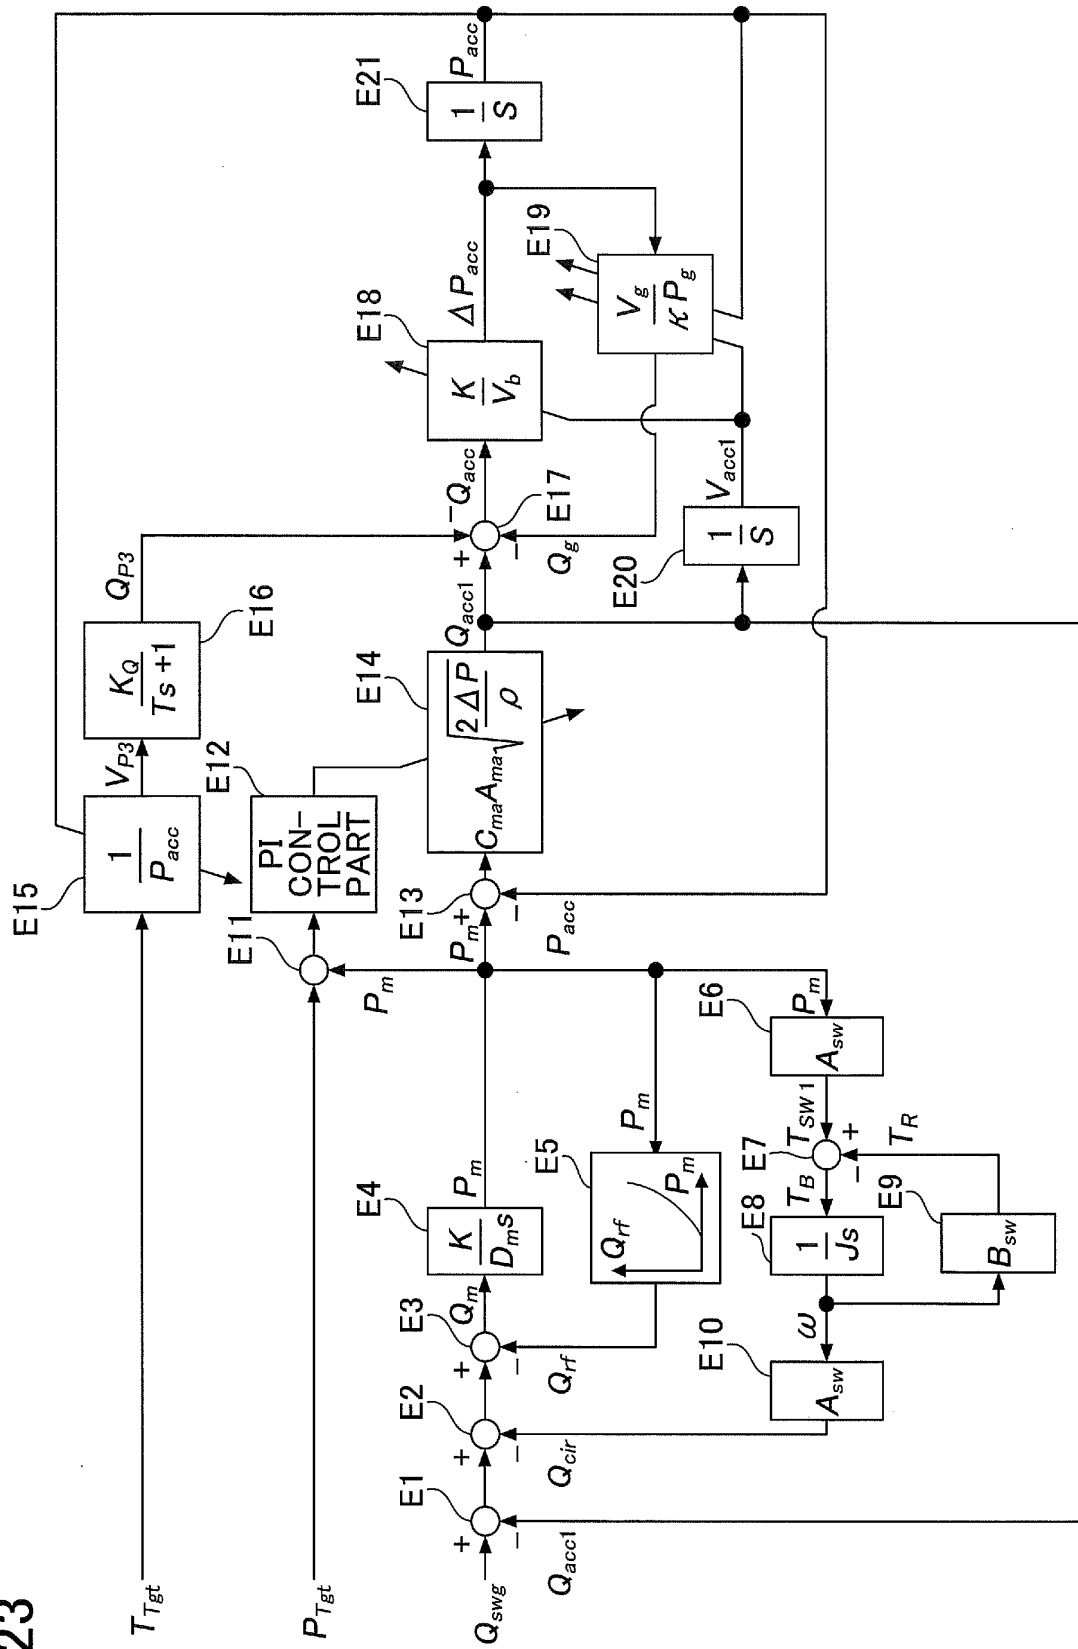 23
T_Tgt
P_Tgt
Q_swg
E15
1
P_acc
V_P3
E16
K_Q
Ts+1
Q_P3
E11
E12
PI
CON-
TROL
PART
P_m
E1
+
−
Q_acc1
E2
+
−
Q_cir
E3
+
−
Q_rf
Q_m
E4
K
D_m s
P_m
E5
Q_rf
P_m
P_m
P_m
+
E13
−
P_acc
E14
C_ma A_ma √
2ΔP
ρ
Q_acc1
+
−
−
E17
Q_g
Q_acc
E18
K
V_b
ΔP_acc
E21
1
S
P_acc
E19
V_g
κP_g
E20
1
S
V_acc1
E6
A_sw
P_m
E7
T_SW1
+
−
T_R
T_B
E8
1
Js
E9
B_sw
ω
E10
A_sw